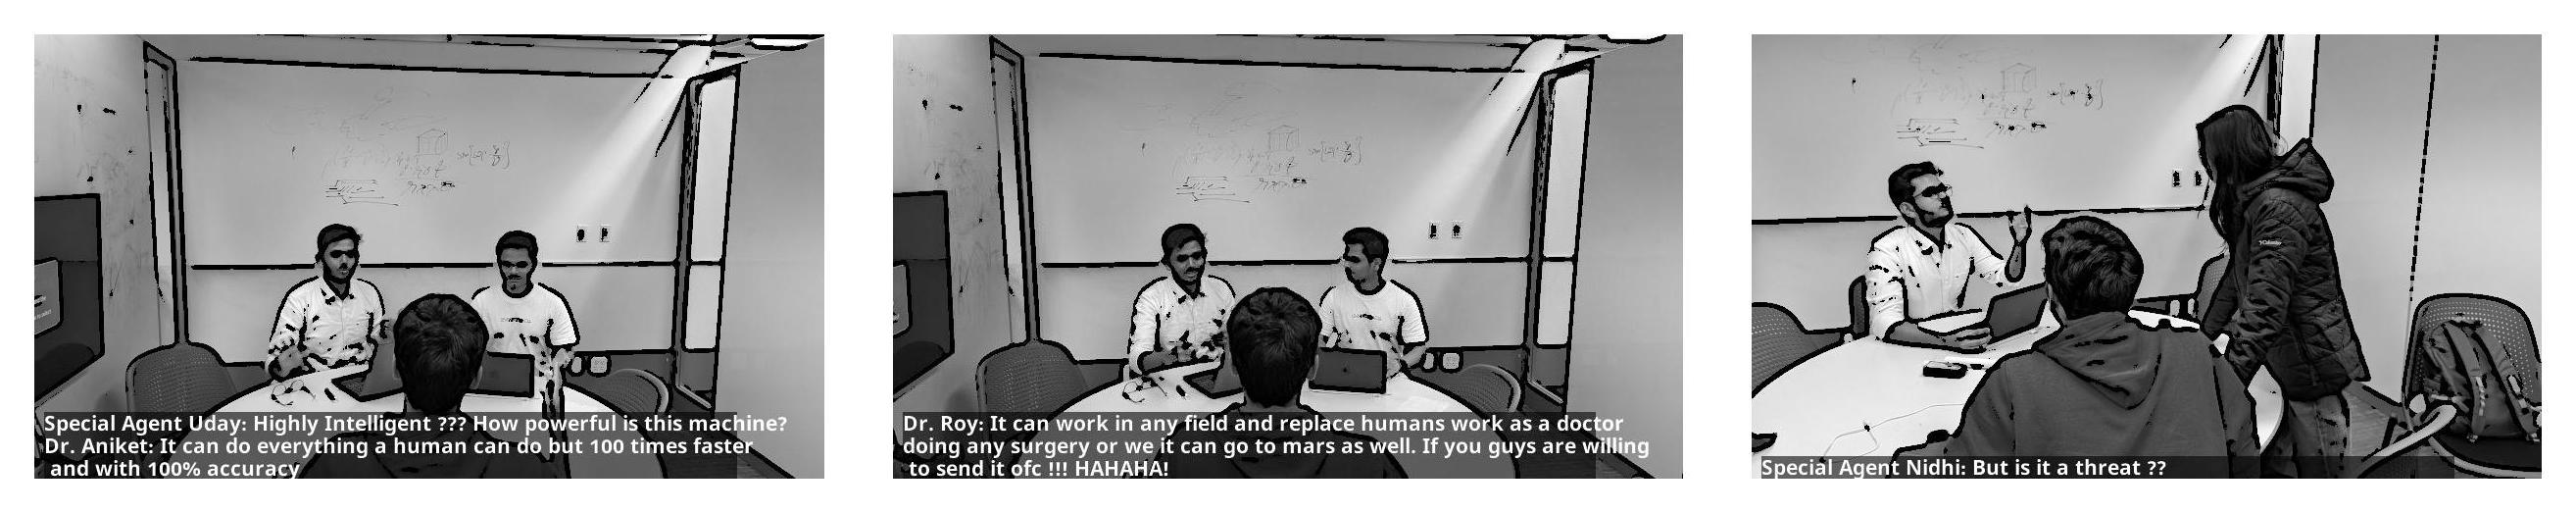 Special Agent Uday: Highly Intelligent ??? How powerful is this machine?
Dr. Aniket: It can do everything a human can do but 100 times faster
and with 100% accuracy
Dr. Roy: It can work in any field and replace humans work as a doctor
doing any surgery or we it can go to mars as well. If you guys are willing
to send it ofc !!! HAHAHA!
Columbia
Special Agent Nidhi: But is it a threat ??